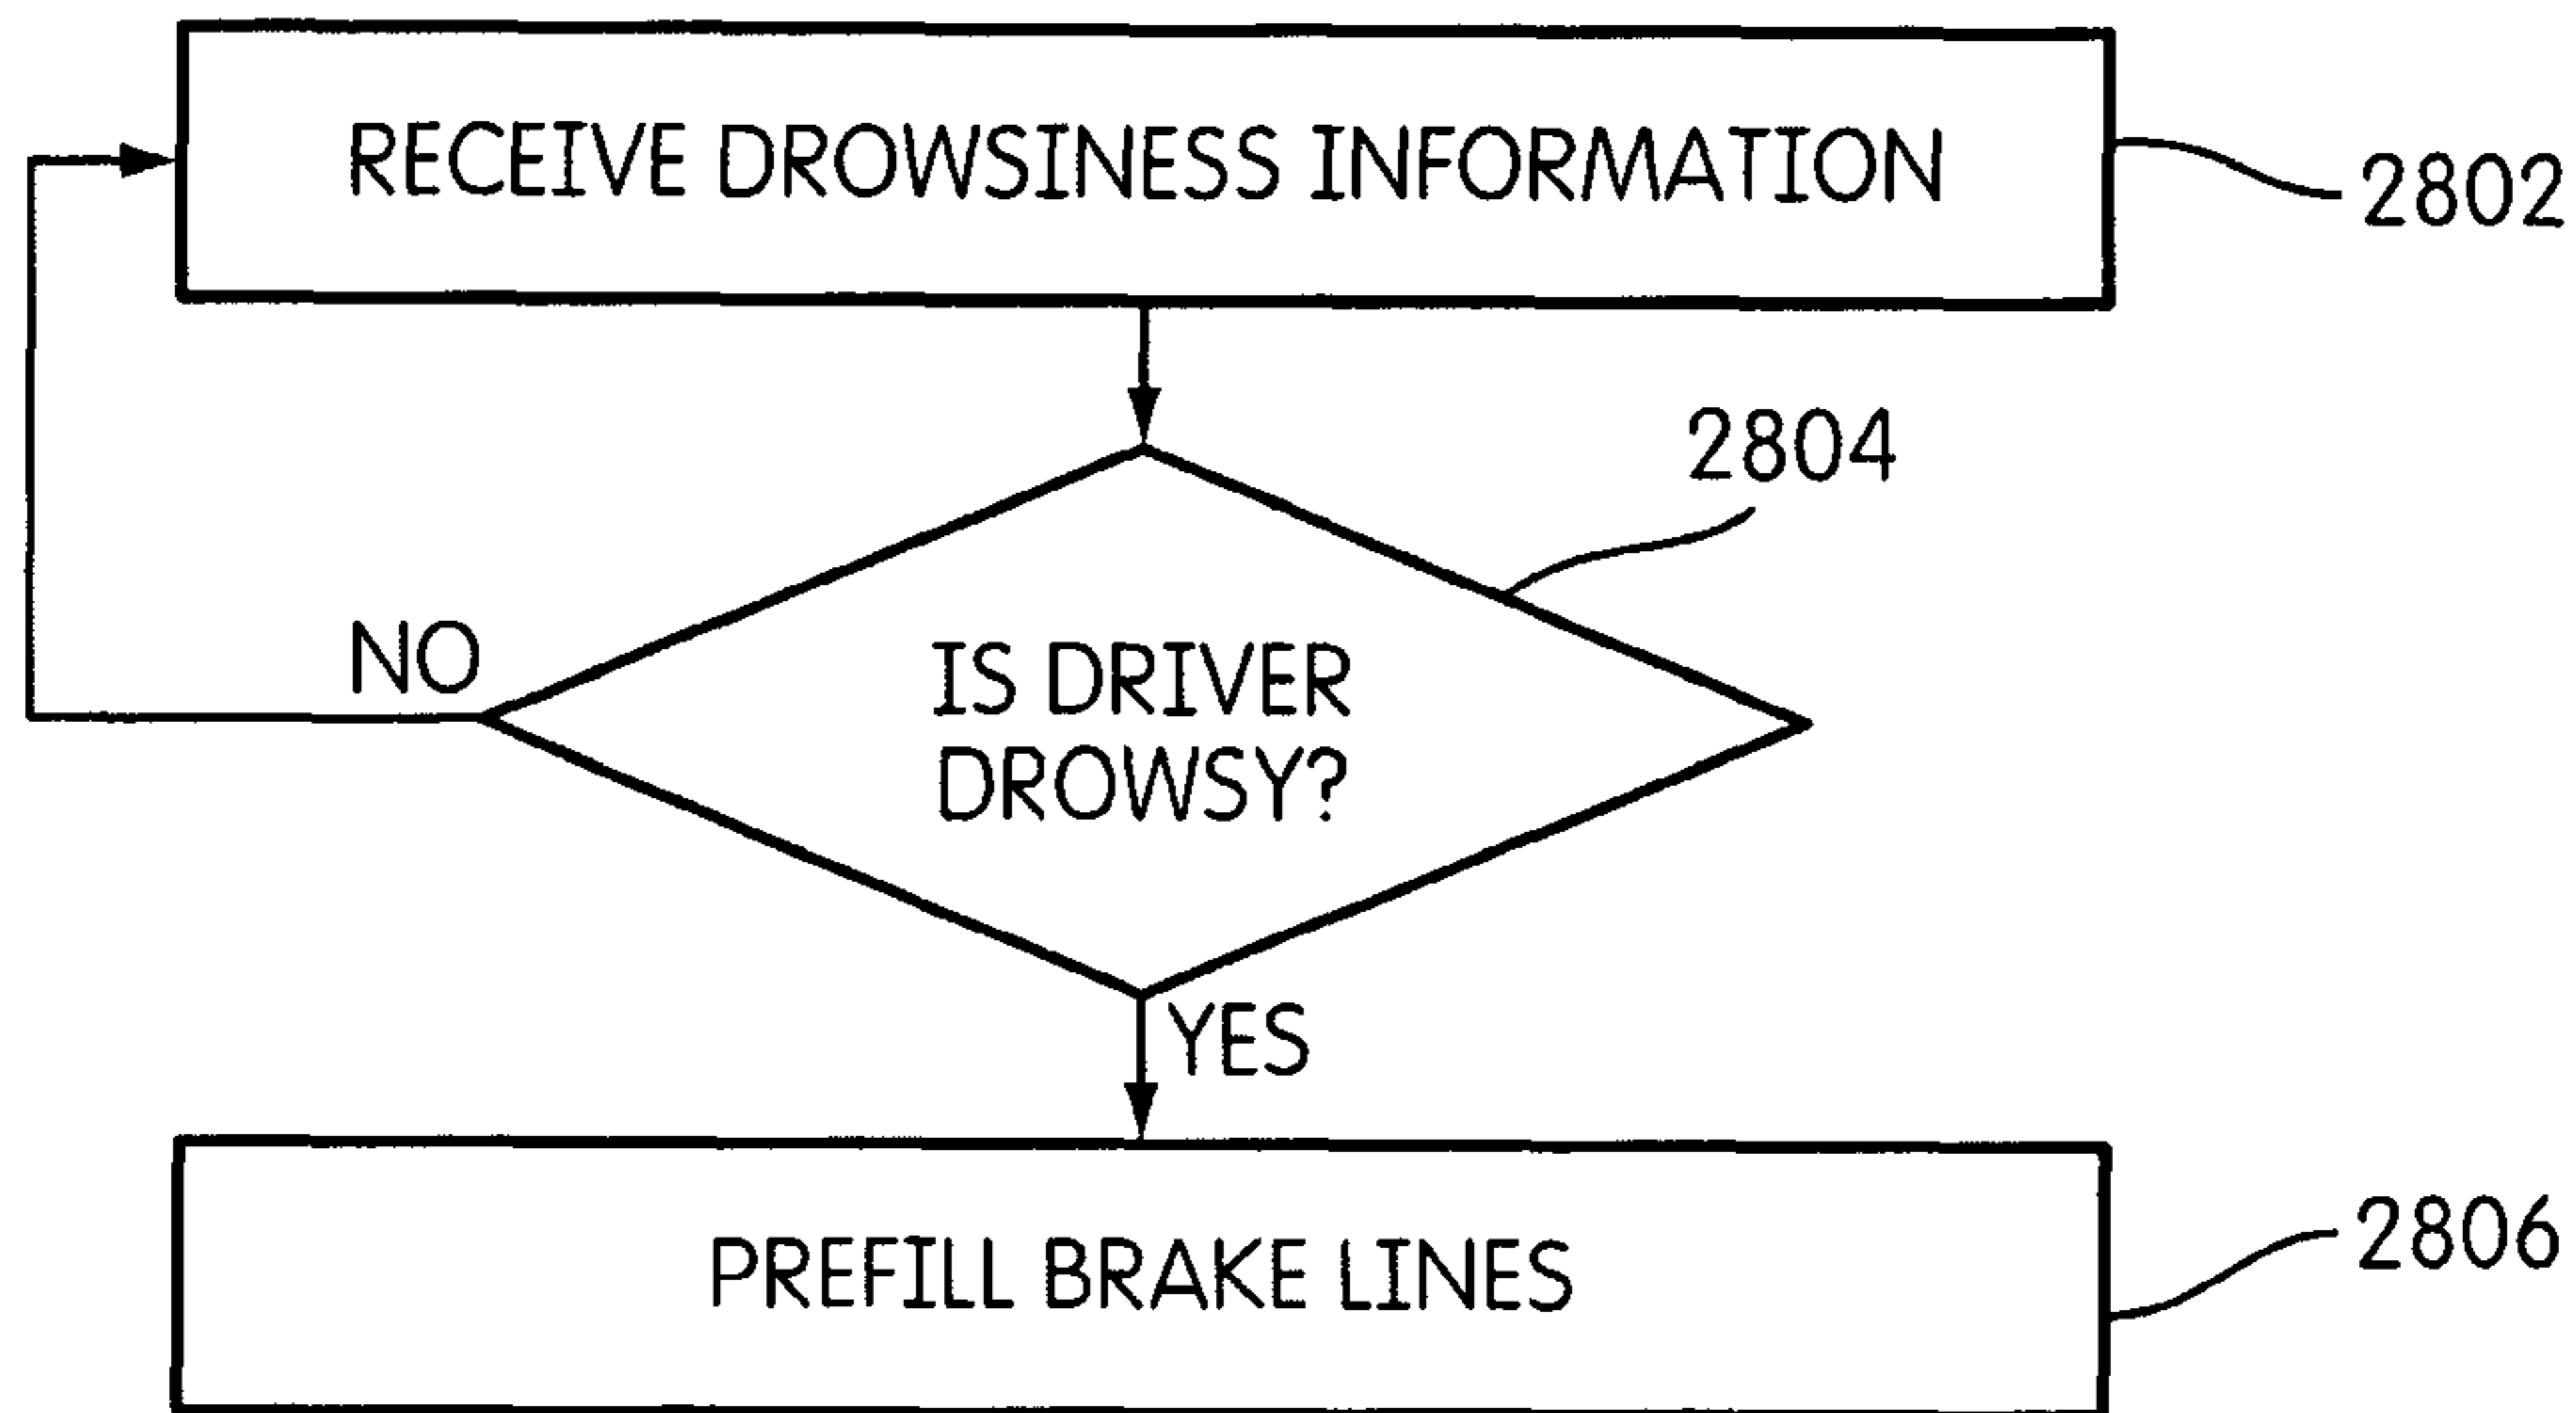 RECEIVE DROWSINESS INFORMATION
2802
2804
NO
IS DRIVER
DROWSY?
YES
PREFILL BRAKE LINES
2806